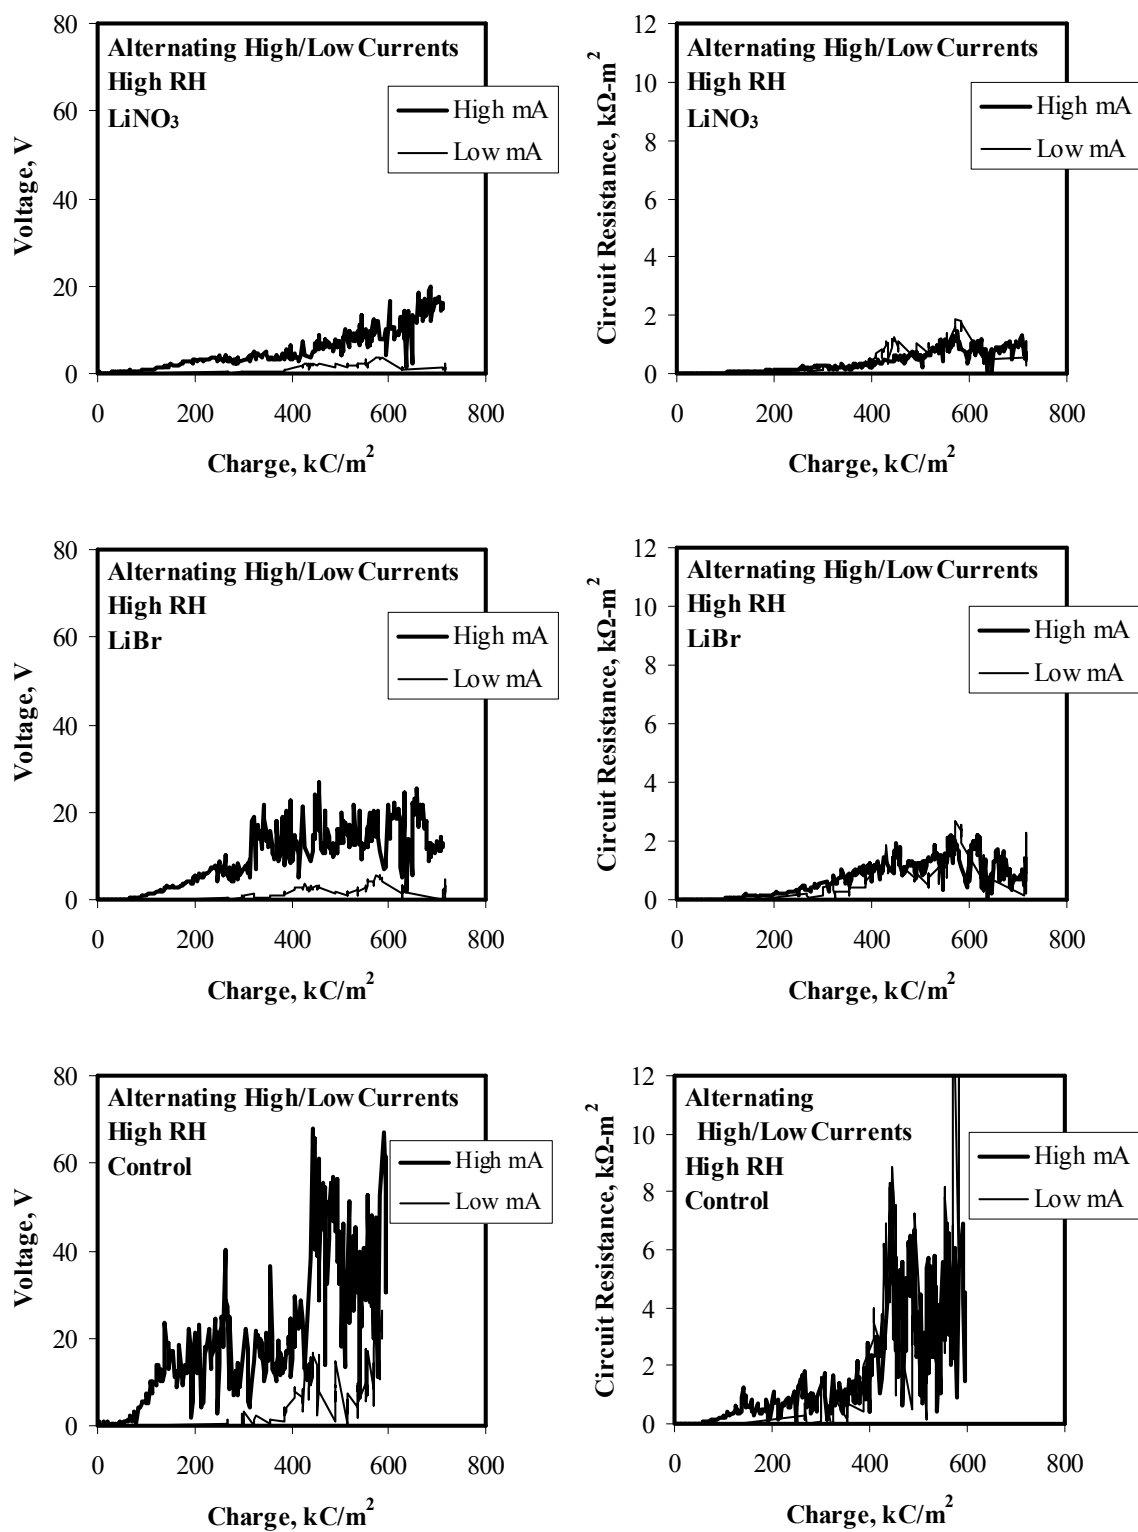 80
60
40
20
0
Voltage, V
Alternating High/Low Currents
High RH
LiNO3
High mA
Low mA
0 200 400 600 800
Charge, kC/m2
12
10
8
6
4
2
0
Circuit Resistance, kΩ-m2
Alternating High/Low Currents
High RH
LiNO3
High mA
Low mA
0 200 400 600 800
Charge, kC/m2
80
60
40
20
0
Voltage, V
Alternating High/Low Currents
High RH
LiBr
High mA
Low mA
0 200 400 600 800
Charge, kC/m2
12
10
8
6
4
2
0
Circuit Resistance, kΩ-m2
Alternating High/Low Currents
High RH
LiBr
High mA
Low mA
0 200 400 600 800
Charge, kC/m2
80
60
40
20
0
Voltage, V
Alternating High/Low Currents
High RH
Control
High mA
Low mA
0 200 400 600 800
Charge, kC/m2
12
10
8
6
4
2
0
Circuit Resistance, kΩ-m2
Alternating
High/Low Currents
High RH
Control
High mA
Low mA
0 200 400 600 800
Charge, kC/m2